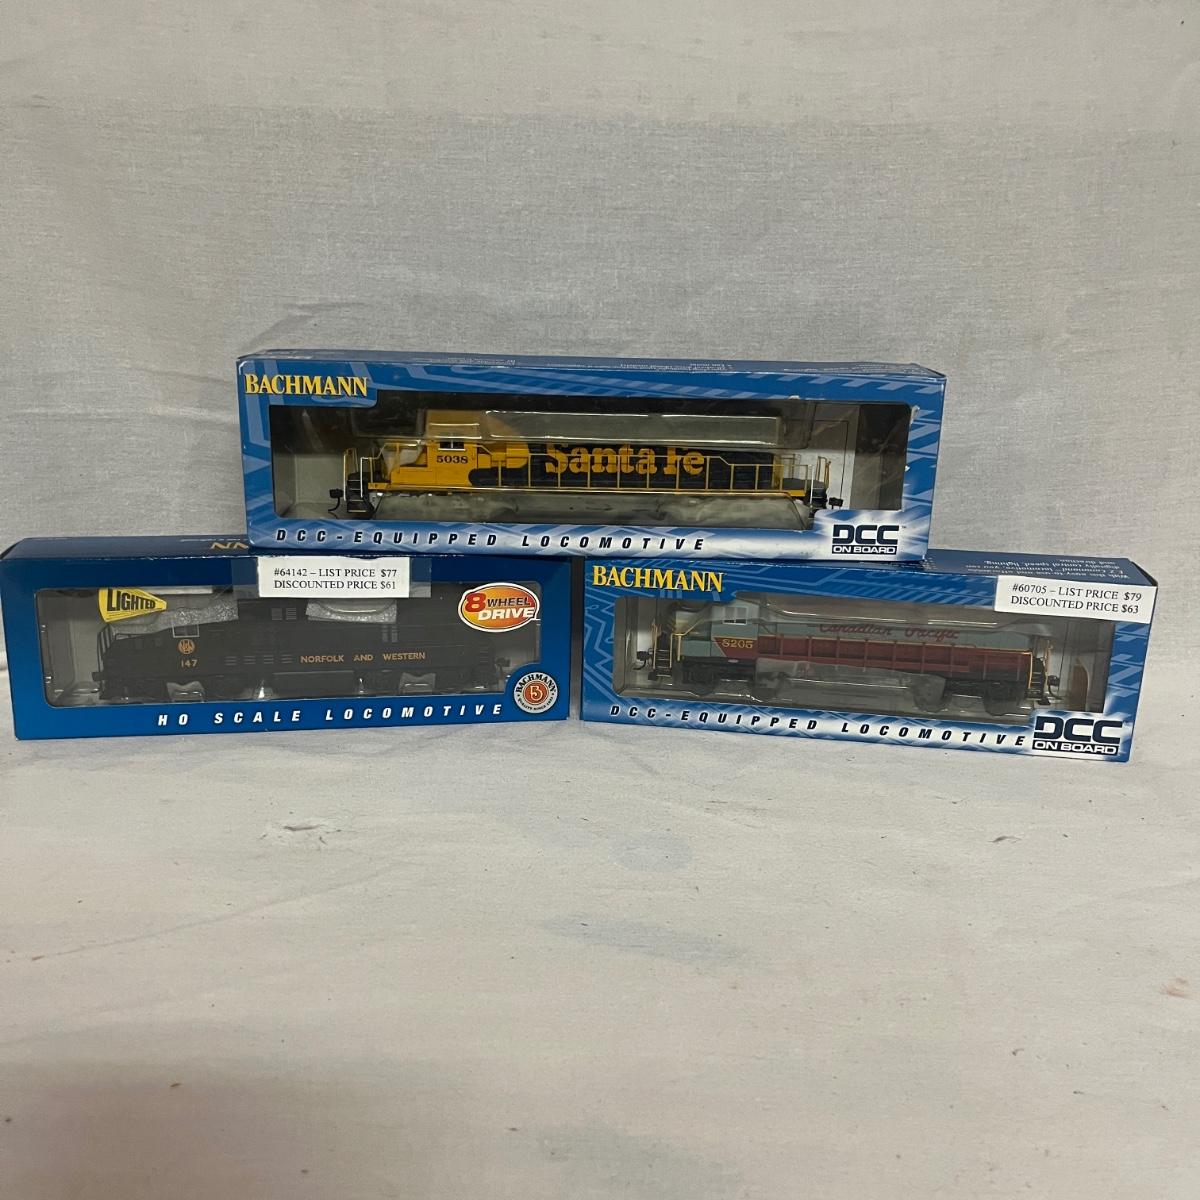 BACHMANN
5038
Santa Fe
DCC-EQUIPPED LOCOMOTIVE
DCC
ON BOARD
#64142 – LIST PRICE $77
DISCOUNTED PRICE $61
LIGHTED
8 WHEEL
DRIVE
147
NORFOLK AND WESTERN
BACHMANN
HO SCALE LOCOMOTIVE
BACHMANN
#60705 – LIST PRICE $79
DISCOUNTED PRICE $63
8205
Canadian Pacific
DCC-EQUIPPED LOCOMOTIVE
DCC
ON BOARD